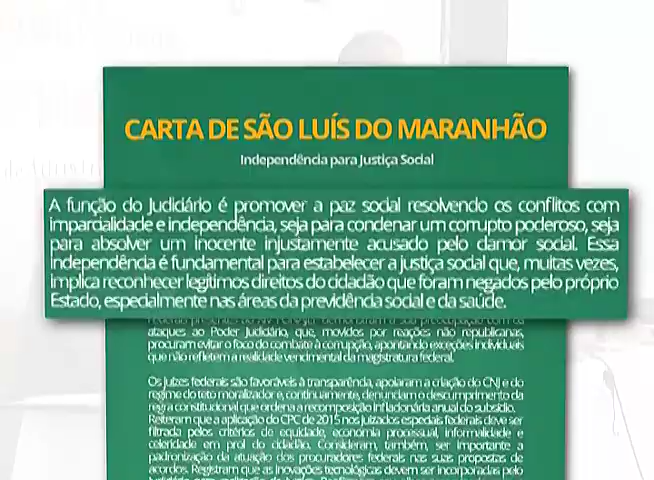 CARTA DE SÃO LUÍS DO MARANHÃO
Independência para Justiça Social
A função do Judiciário é promover a paz social resolvendo os conflitos com
imparcialidade e independência, seja para condenar um corrupto poderoso, seja
para absolver um inocente injustamente acusado pelo clamor social. Essa
independência é fundamental para estabelecer a justiça social que, muitas vezes,
implica reconhecer legítimos direitos do cidadão que foram negados pelo próprio
Estado, especialmente nas áreas da previdência social e da saúde.
ataques ao Poder Judiciário, que, movidos por reações não republicanas,
procuram evitar o foco do combate à corrupção, apontando exceções individuais
que não refletem a realidade vencimental da magistratura federal.
Os juízes federais são favoráveis à transparência, apoiaram a criação do CNJ e do
regime do teto moralizador e, continuamente, denunciam o descumprimento da
regra constitucional que ordena a recomposição inflacionária anual do subsídio.
Reiteram que a aplicação do CPC de 2015 nos juizados especiais federais deve ser
filtrada pelos critérios de equidade, economia processual, informalidade e
celeridade em prol do cidadão. Consideram, também, ser importante a
padronização da atuação dos procuradores federais nas suas propostas de
acordos. Registram que as inovações tecnológicas devem ser incorporadas pelo